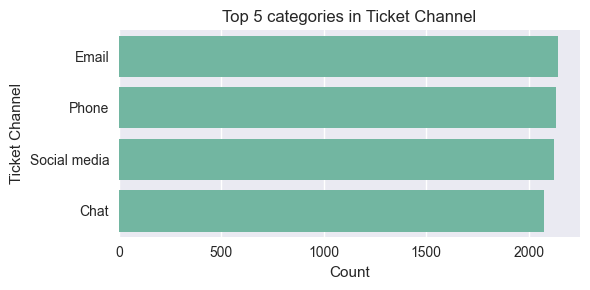 Top 5 categories in Ticket Channel
Ticket Channel
Email
Phone
Social media
Chat
0 500 1000 1500 2000
Count